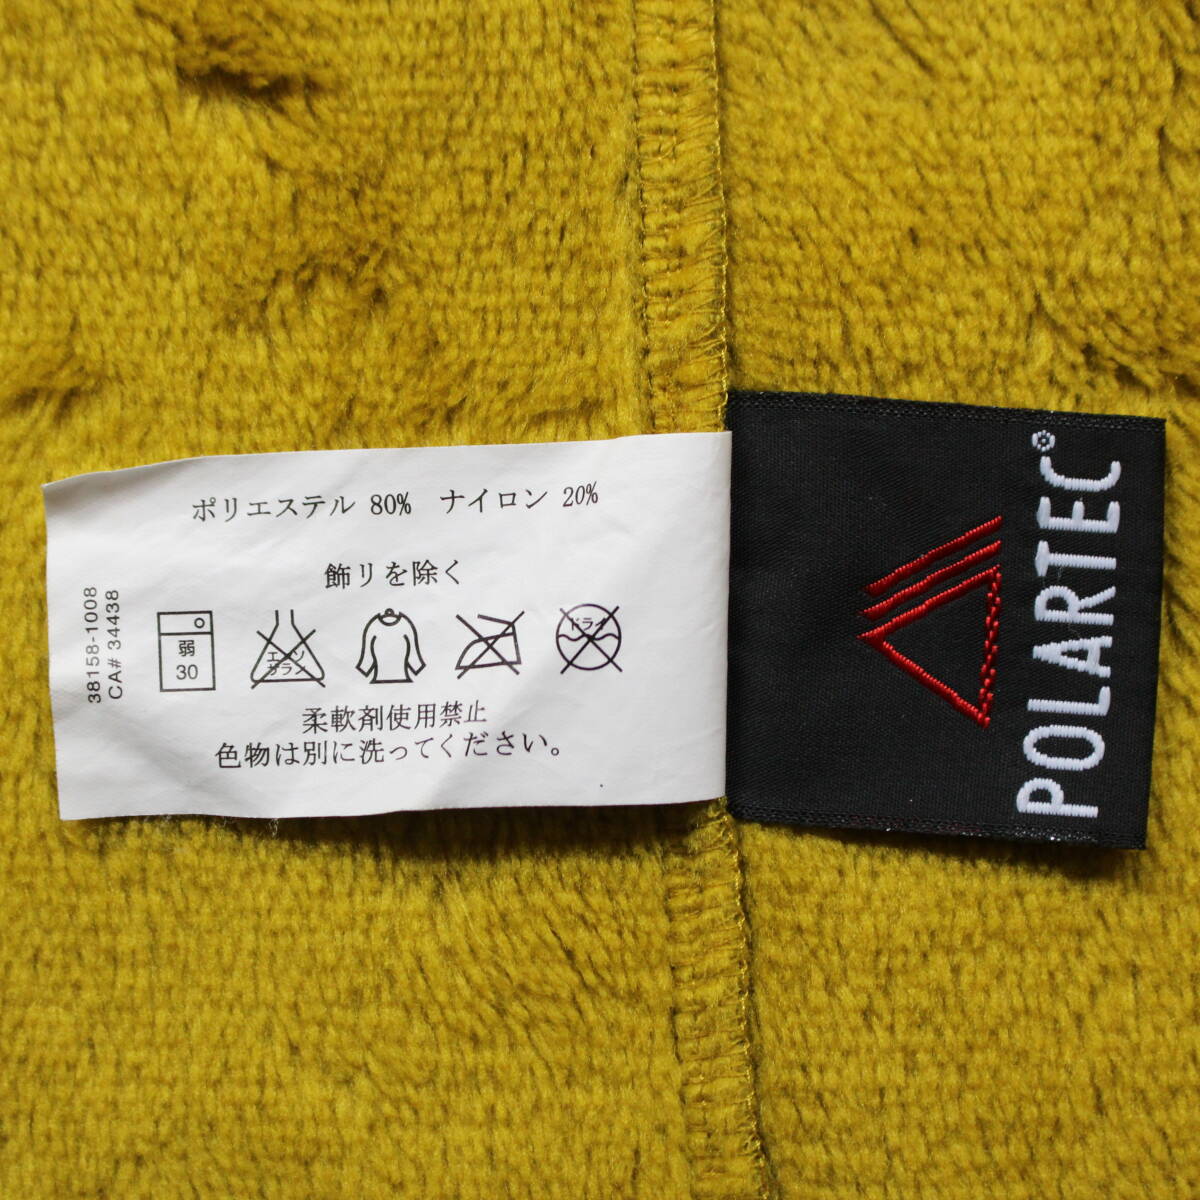 ポリエステル 80% ナイロン 20%
飾りを除く
38158-1008
CA# 34438
弱
30
エンソ
サラシ
ドライ
柔軟剤使用禁止
色物は別に洗ってください。
POLARTEC®